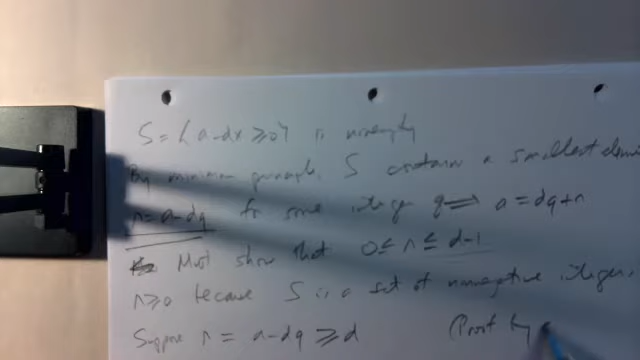 S = { a-dx ≥ 0 } is nonempty
By minimum principle, S contains a smallest
r = a-dq for some integer q ⟹ a = dq+r
Must show that 0 ≤ r ≤ d-1
r ≥ 0 because S is a set of nonnegative integers
Suppose r = a-dq ≥ d (Proof by